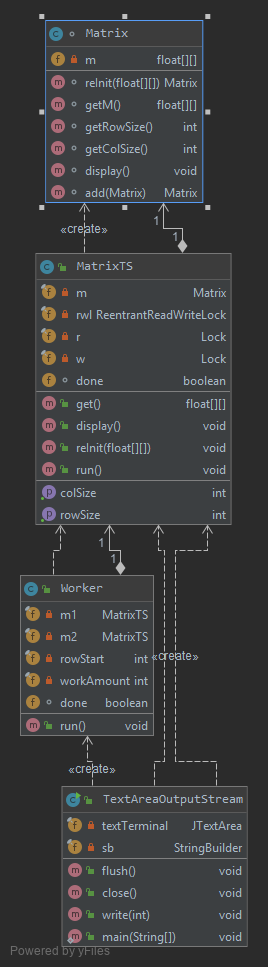 Matrix
m float[][]
reInit(float[][]) Matrix
getM() float[][]
getRowSize() int
getColSize() int
display() void
add(Matrix) Matrix
«create» 1
1
MatrixTS
m Matrix
rwl ReentrantReadWriteLock
r Lock
w Lock
done boolean
get() float[][]
display() void
reInit(float[][]) void
run() void
colSize int
rowSize int
1
1
Worker
m1 MatrixTS
m2 MatrixTS
rowStart int
workAmount int
done boolean
run() void
«create»
«create»
TextAreaOutputStream
textTerminal JTextArea
sb StringBuilder
flush() void
close() void
write(int) void
main(String[]) void
Powered by yFiles